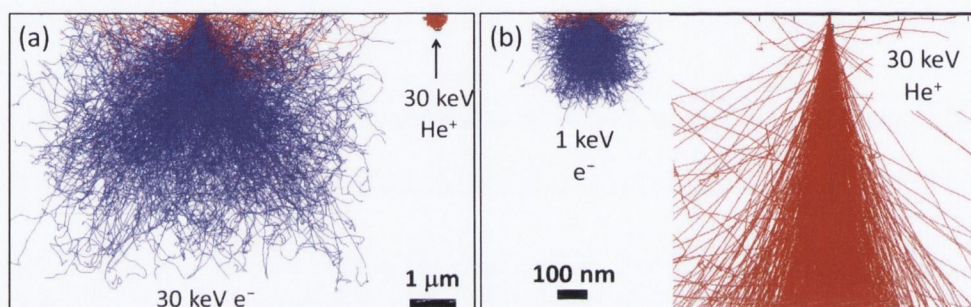 (a)
30 keV
He⁺
1 μm
30 keV e⁻
(b)
1 keV
e⁻
100 nm
30 keV
He⁺